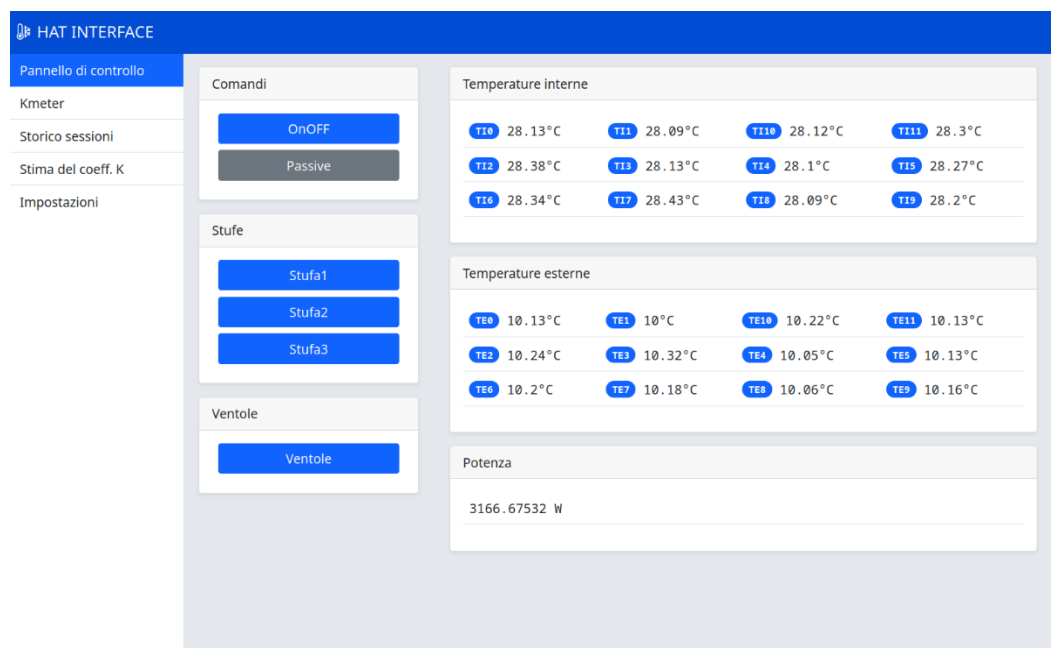 HAT INTERFACE
Pannello di controllo
Kmeter
Storico sessioni
Stima del coeff. K
Impostazioni
Comandi
OnOFF
Passive
Stufe
Stufa1
Stufa2
Stufa3
Ventole
Ventole
Temperature interne
TI0 28.13°C TI1 28.09°C TI10 28.12°C TI11 28.3°C
TI2 28.38°C TI3 28.13°C TI4 28.1°C TI5 28.27°C
TI6 28.34°C TI7 28.43°C TI8 28.09°C TI9 28.2°C
Temperature esterne
TE0 10.13°C TE1 10°C TE10 10.22°C TE11 10.13°C
TE2 10.24°C TE3 10.32°C TE4 10.05°C TE5 10.13°C
TE6 10.2°C TE7 10.18°C TE8 10.06°C TE9 10.16°C
Potenza
3166.67532 W